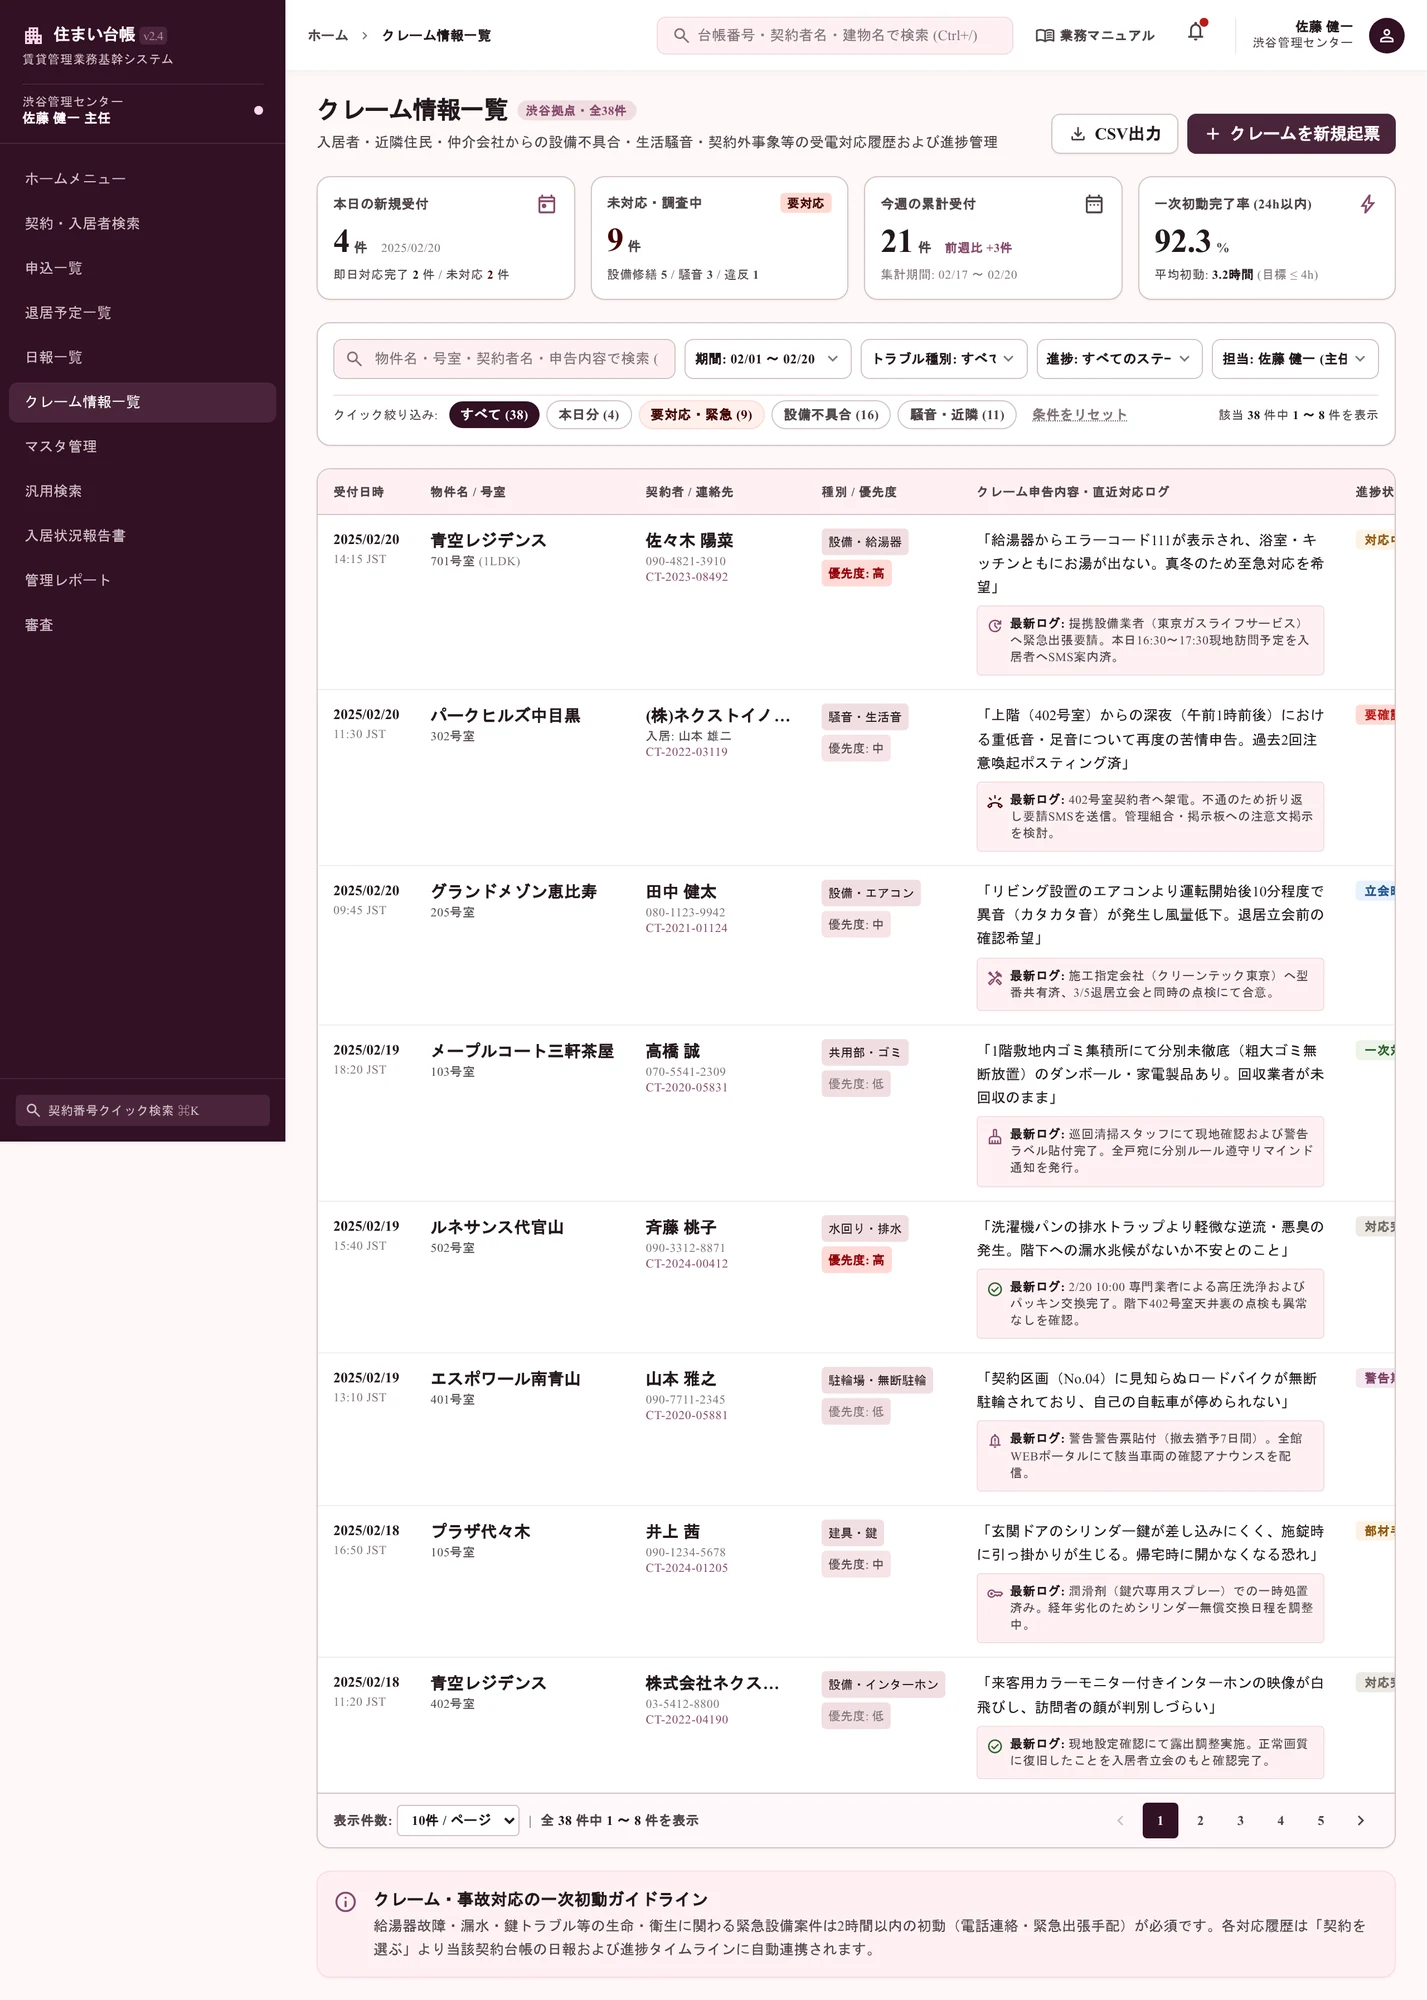 住まい台帳 v2.4
賃貸管理業務基幹システム
渋谷管理センター
佐藤 健一 主任
ホームメニュー
契約・入居者検索
申込一覧
退居予定一覧
日報一覧
クレーム情報一覧
マスタ管理
汎用検索
入居状況報告書
管理レポート
審査
契約番号クイック検索 ⌘K
ホーム > クレーム情報一覧
台帳番号・契約者名・建物名で検索 (Ctrl+/)
業務マニュアル
佐藤 健一
渋谷管理センター
クレーム情報一覧 渋谷拠点・全38件
入居者・近隣住民・仲介会社からの設備不具合・生活騒音・契約外事象等の受電対応履歴および進捗管理
CSV出力
クレームを新規起票
本日の新規受付
4 件 2025/02/20
即日対応完了 2 件 / 未対応 2 件
未対応・調査中 要対応
9 件
設備修繕 5 / 騒音 3 / 違反 1
今週の累計受付
21 件 前週比 +3件
集計期間: 02/17 〜 02/20
一次初動完了率 (24h以内)
92.3 %
平均初動: 3.2時間 (目標 ≤ 4h)
物件名・号室・契約者名・申告内容で検索 (
期間: 02/01 〜 02/20
トラブル種別: すべて
進捗: すべてのステー
担当: 佐藤 健一 (主任
クイック絞り込み: すべて (38) 本日分 (4) 要対応・緊急 (9) 設備不具合 (16) 騒音・近隣 (11) 条件をリセット 該当 38 件中 1 〜 8 件を表示
受付日時 物件名 / 号室 契約者 / 連絡先 種別 / 優先度 クレーム申告内容・直近対応ログ 進捗状
2025/02/20
14:15 JST
青空レジデンス
701号室 (1LDK)
佐々木 陽菜
090-4821-3910
CT-2023-08492
設備・給湯器
優先度: 高
「給湯器からエラーコード111が表示され、浴室・キ
ッチンともにお湯が出ない。真冬のため至急対応を希
望」
最新ログ: 提携設備業者（東京ガスライフサービス）
へ緊急出張要請。本日16:30〜17:30現地訪問予定を入
居者へSMS案内済。
対応
2025/02/20
11:30 JST
パークヒルズ中目黒
302号室
(株)ネクストイノ…
入居: 山本 雄二
CT-2022-03119
騒音・生活音
優先度: 中
「上階（402号室）からの深夜（午前1時前後）におけ
る重低音・足音について再度の苦情申告。過去2回注
意喚起ポスティング済」
最新ログ: 402号室契約者へ架電。不通のため折り返
し要請SMSを送信。管理組合・掲示板への注意文掲示
を検討。
要確
2025/02/20
09:45 JST
グランドメゾン恵比寿
205号室
田中 健太
080-1123-9942
CT-2021-01124
設備・エアコン
優先度: 中
「リビング設置のエアコンより運転開始後10分程度で
異音（カタカタ音）が発生し風量低下。退居立会前の
確認希望」
最新ログ: 施工指定会社（クリーンテック東京）へ型
番共有済、3/5退居立会と同時の点検にて合意。
立会
2025/02/19
18:20 JST
メープルコート三軒茶屋
103号室
高橋 誠
070-5541-2309
CT-2020-05831
共用部・ゴミ
優先度: 低
「1階敷地内ゴミ集積所にて分別未徹底（粗大ゴミ無
断放置）のダンボール・家電製品あり。回収業者が未
回収のまま」
最新ログ: 巡回清掃スタッフにて現地確認および警告
ラベル貼付完了。全戸宛に分別ルール遵守リマインド
通知を発行。
一次
2025/02/19
15:40 JST
ルネサンス代官山
502号室
斉藤 桃子
090-3312-8871
CT-2024-00412
水回り・排水
優先度: 高
「洗濯機パンの排水トラップより軽微な逆流・悪臭の
発生。階下への漏水兆候がないか不安とのこと」
最新ログ: 2/20 10:00 専門業者による高圧洗浄および
パッキン交換完了。階下402号室天井裏の点検も異常
なしを確認。
対応
2025/02/19
13:10 JST
エスポワール南青山
401号室
山本 雅之
090-7711-2345
CT-2020-05881
駐輪場・無断駐輪
優先度: 低
「契約区画（No.04）に見知らぬロードバイクが無断
駐輪されており、自己の自転車が停められない」
最新ログ: 警告警告票貼付（撤去猶予7日間）。全館
WEBポータルにて該当車両の確認アナウンスを配
信。
警告
2025/02/18
16:50 JST
プラザ代々木
105号室
井上 茜
090-1234-5678
CT-2024-01205
建具・鍵
優先度: 中
「玄関ドアのシリンダー鍵が差し込みにくく、施錠時
に引っ掛かりが生じる。帰宅時に開かなくなる恐れ」
最新ログ: 潤滑剤（鍵穴専用スプレー）での一時処置
済み。経年劣化のためシリンダー無償交換日程を調整
中。
部材
2025/02/18
11:20 JST
青空レジデンス
402号室
株式会社ネクス…
03-5412-8800
CT-2022-04190
設備・インターホン
優先度: 低
「来客用カラーモニター付きインターホンの映像が白
飛びし、訪問者の顔が判別しづらい」
最新ログ: 現地設定確認にて露出調整実施。正常画質
に復旧したことを入居者立会のもと確認完了。
対応
表示件数: 10件 / ページ | 全 38 件中 1 〜 8 件を表示
1 2 3 4 5
クレーム・事故対応の一次初動ガイドライン
給湯器故障・漏水・鍵トラブル等の生命・衛生に関わる緊急設備案件は2時間以内の初動（電話連絡・緊急出張手配）が必須です。各対応履歴は「契約を
選ぶ」より当該契約台帳の日報および進捗タイムラインに自動連携されます。